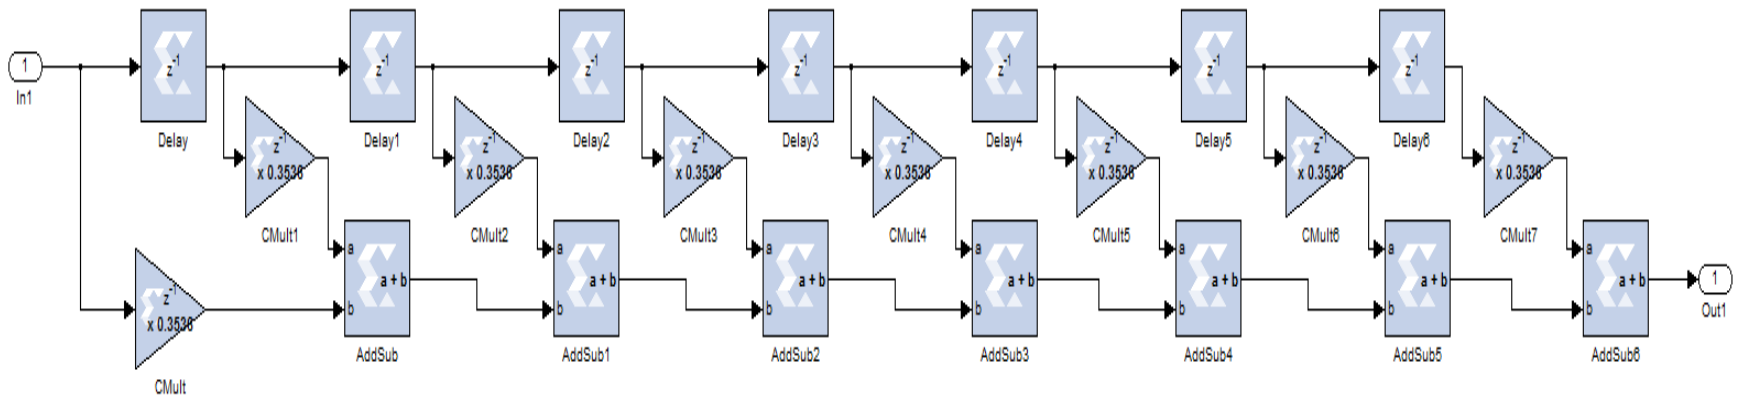 1
In1
z-1
Delay
z-1
Delay1
z-1
Delay2
z-1
Delay3
z-1
Delay4
z-1
Delay5
z-1
Delay6
z-1
x 0.3536
CMult1
z-1
x 0.3536
CMult2
z-1
x 0.3536
CMult3
z-1
x 0.3536
CMult4
z-1
x 0.3536
CMult5
z-1
x 0.3536
CMult6
z-1
x 0.3536
CMult7
z-1
x 0.3536
CMult
a
a + b
b
AddSub
a
a + b
b
AddSub1
a
a + b
b
AddSub2
a
a + b
b
AddSub3
a
a + b
b
AddSub4
a
a + b
b
AddSub5
a
a + b
b
AddSub6
1
Out1